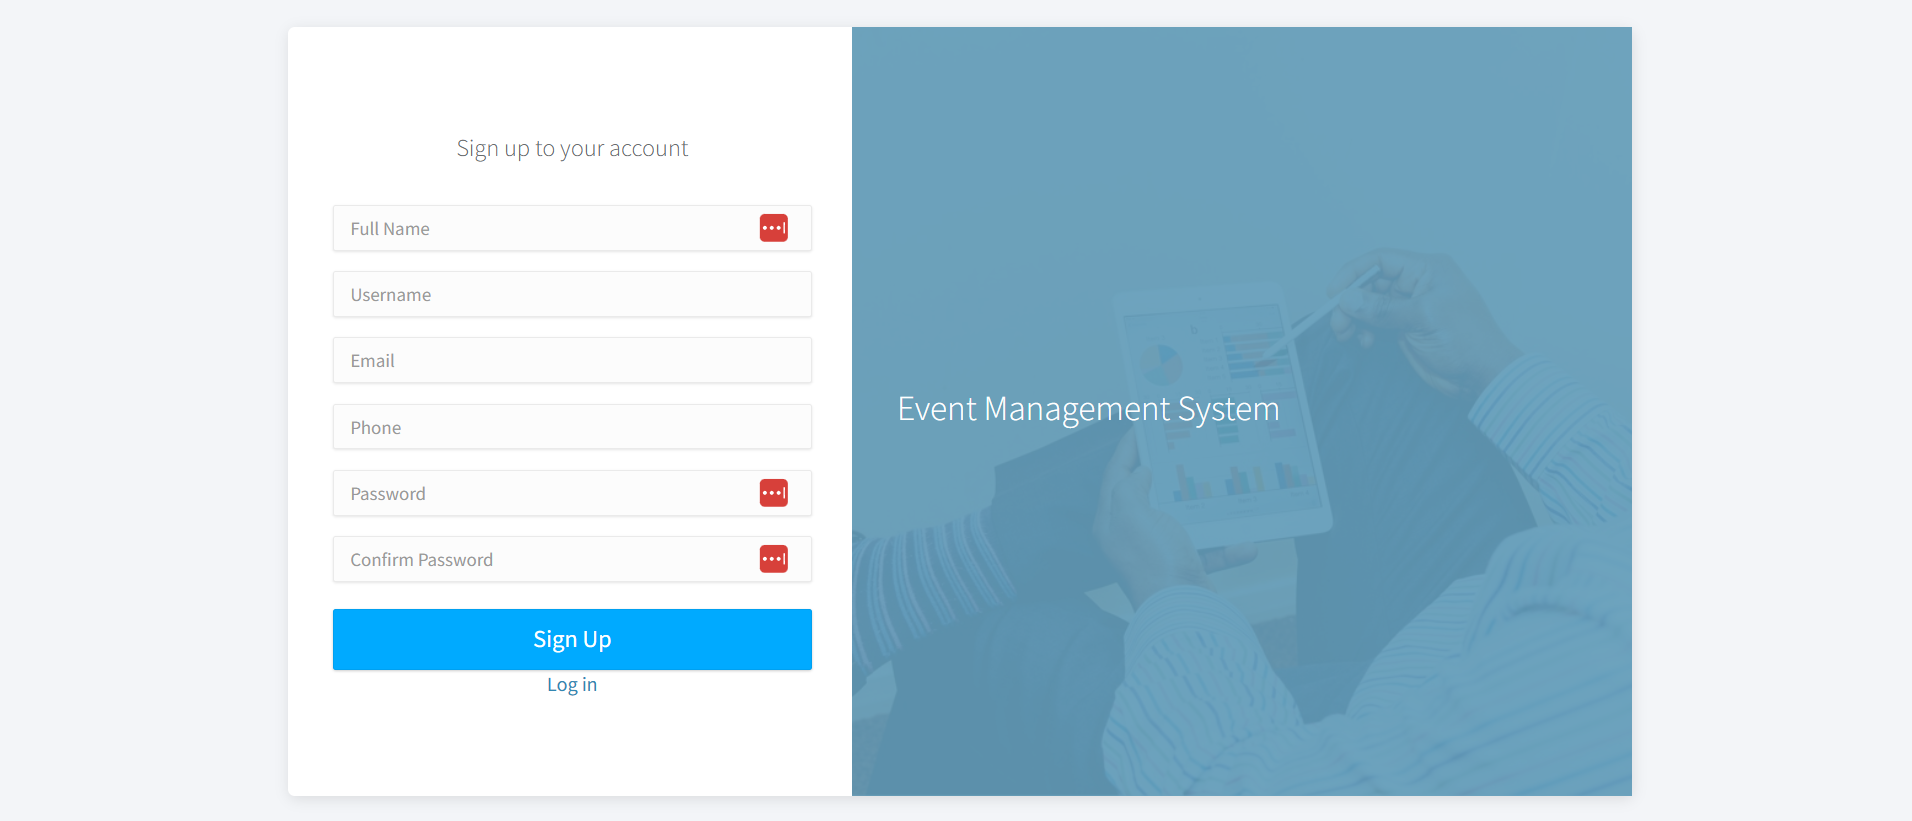 Sign up to your account
Full Name
Username
Email
Phone
Password
Confirm Password
Sign Up
Log in
Event Management System